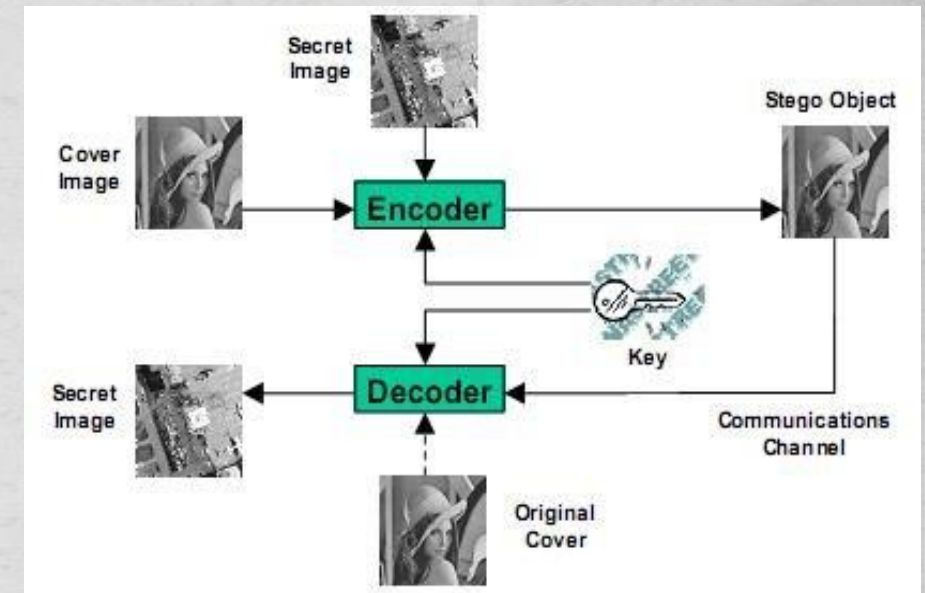 Secret
Image
Stego Object
Cover
Image
Encoder
Key
Secret
Image
Decoder
Communications
Channel
Original
Cover